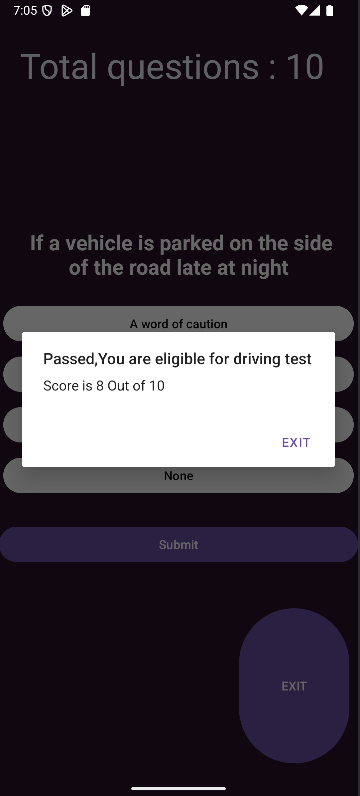 7:05
Total questions : 10
If a vehicle is parked on the side
of the road late at night
A word of caution
Passed,You are eligible for driving test
Score is 8 Out of 10
EXIT
None
Submit
EXIT